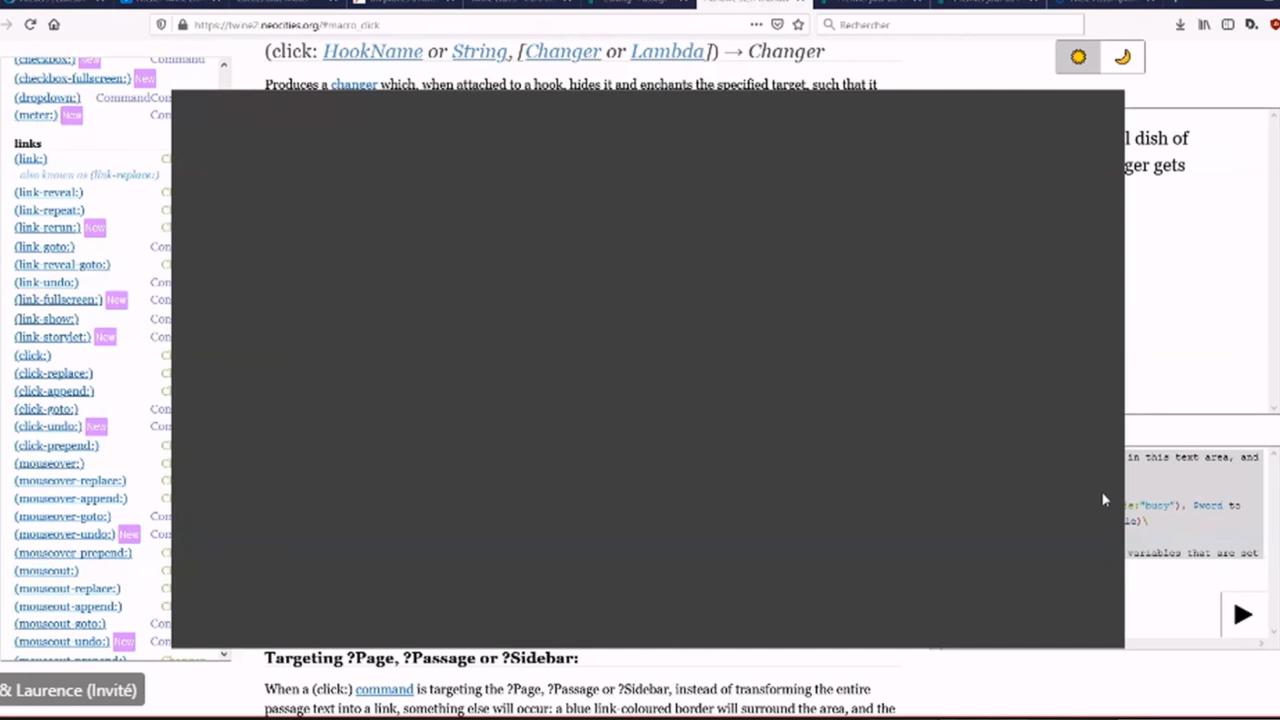 https://twine2.neocities.org/#macro_click
Rechercher
(click: HookName or String, [Changer or Lambda]) → Changer
Produces a changer which, when attached to a hook, hides it and enchants the specified target, such that it
(checkbox:) New Command
(checkbox-fullscreen:) New
(dropdown:) Command
(meter:) New
links
(link:)
also known as (link-replace:)
(link-reveal:)
(link-repeat:)
(link-rerun:) New
(link-goto:)
(link-reveal-goto:)
(link-undo:)
(link-fullscreen:) New
(link-show:)
(link-storylet:) New
(click:)
(click-replace:)
(click-append:)
(click-goto:)
(click-undo:) New
(click-prepend:)
(mouseover:)
(mouseover-replace:)
(mouseover-append:)
(mouseover-goto:)
(mouseover-undo:) New
(mouseover-prepend:)
(mouseout:)
(mouseout-replace:)
(mouseout-append:)
(mouseout-goto:)
(mouseout-undo:) New
(mouseout-prepend:)
l dish of
ger gets
in this text area, and
"busy"), $word to
variables that are set
Targeting ?Page, ?Passage or ?Sidebar:
When a (click:) command is targeting the ?Page, ?Passage or ?Sidebar, instead of transforming the entire
passage text into a link, something else will occur: a blue link-coloured border will surround the area, and the
& Laurence (Invité)